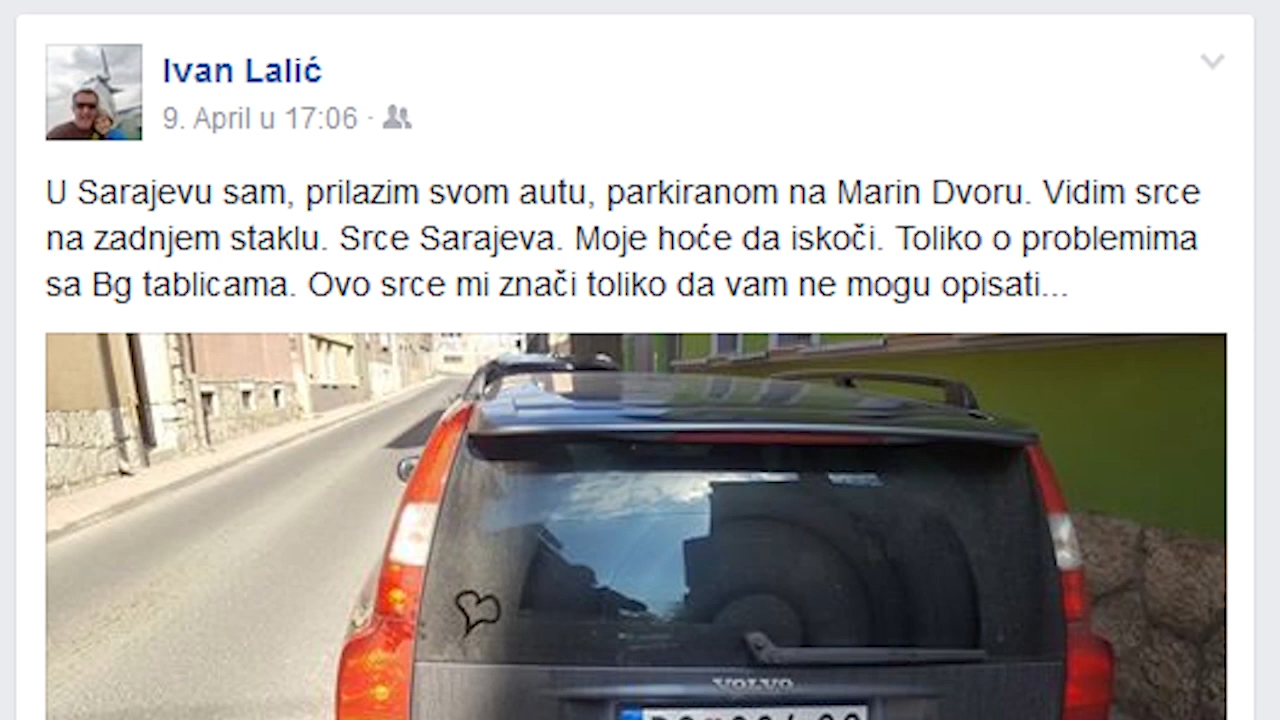 Ivan Lalić
9. April u 17:06 ·
U Sarajevu sam, prilazim svom autu, parkiranom na Marin Dvoru. Vidim srce
na zadnjem staklu. Srce Sarajeva. Moje hoće da iskoči. Toliko o problemima
sa Bg tablicama. Ovo srce mi znači toliko da vam ne mogu opisati...
VOLVO